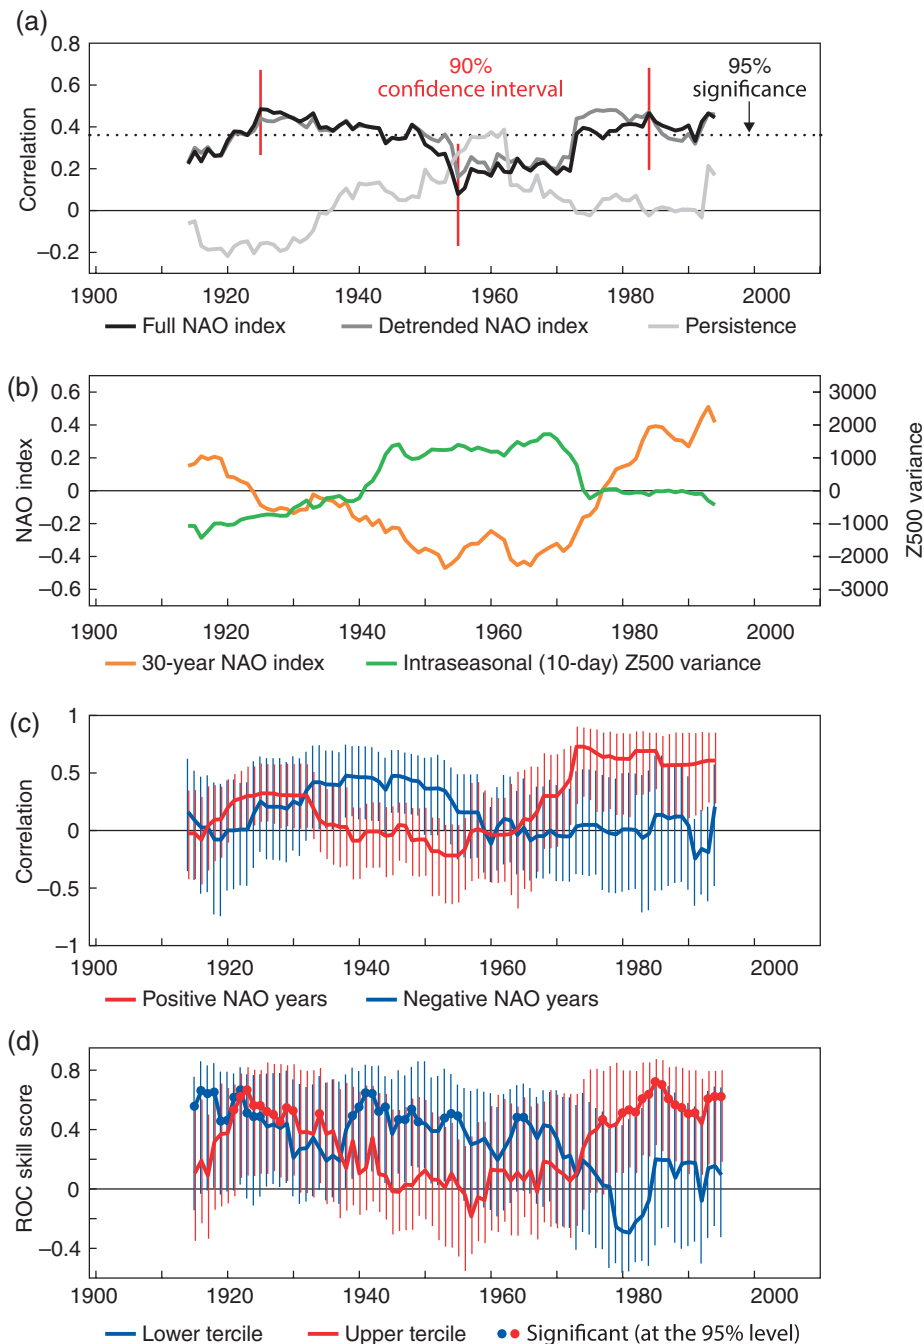 (a)
0.8
0.6
0.4
0.2
0
–0.2
Correlation
90%
confidence interval
95%
significance
1900 1920 1940 1960 1980 2000
Full NAO index Detrended NAO index Persistence
(b)
0.6
0.4
0.2
0
–0.2
–0.4
–0.6
NAO index
3000
2000
1000
0
–1000
–2000
–3000
Z500 variance
1900 1920 1940 1960 1980 2000
30-year NAO index Intraseasonal (10-day) Z500 variance
(c)
1
0.5
0
–0.5
–1
Correlation
1900 1920 1940 1960 1980 2000
Positive NAO years Negative NAO years
(d)
0.8
0.4
0
–0.4
ROC skill score
1900 1920 1940 1960 1980 2000
Lower tercile Upper tercile Significant (at the 95% level)